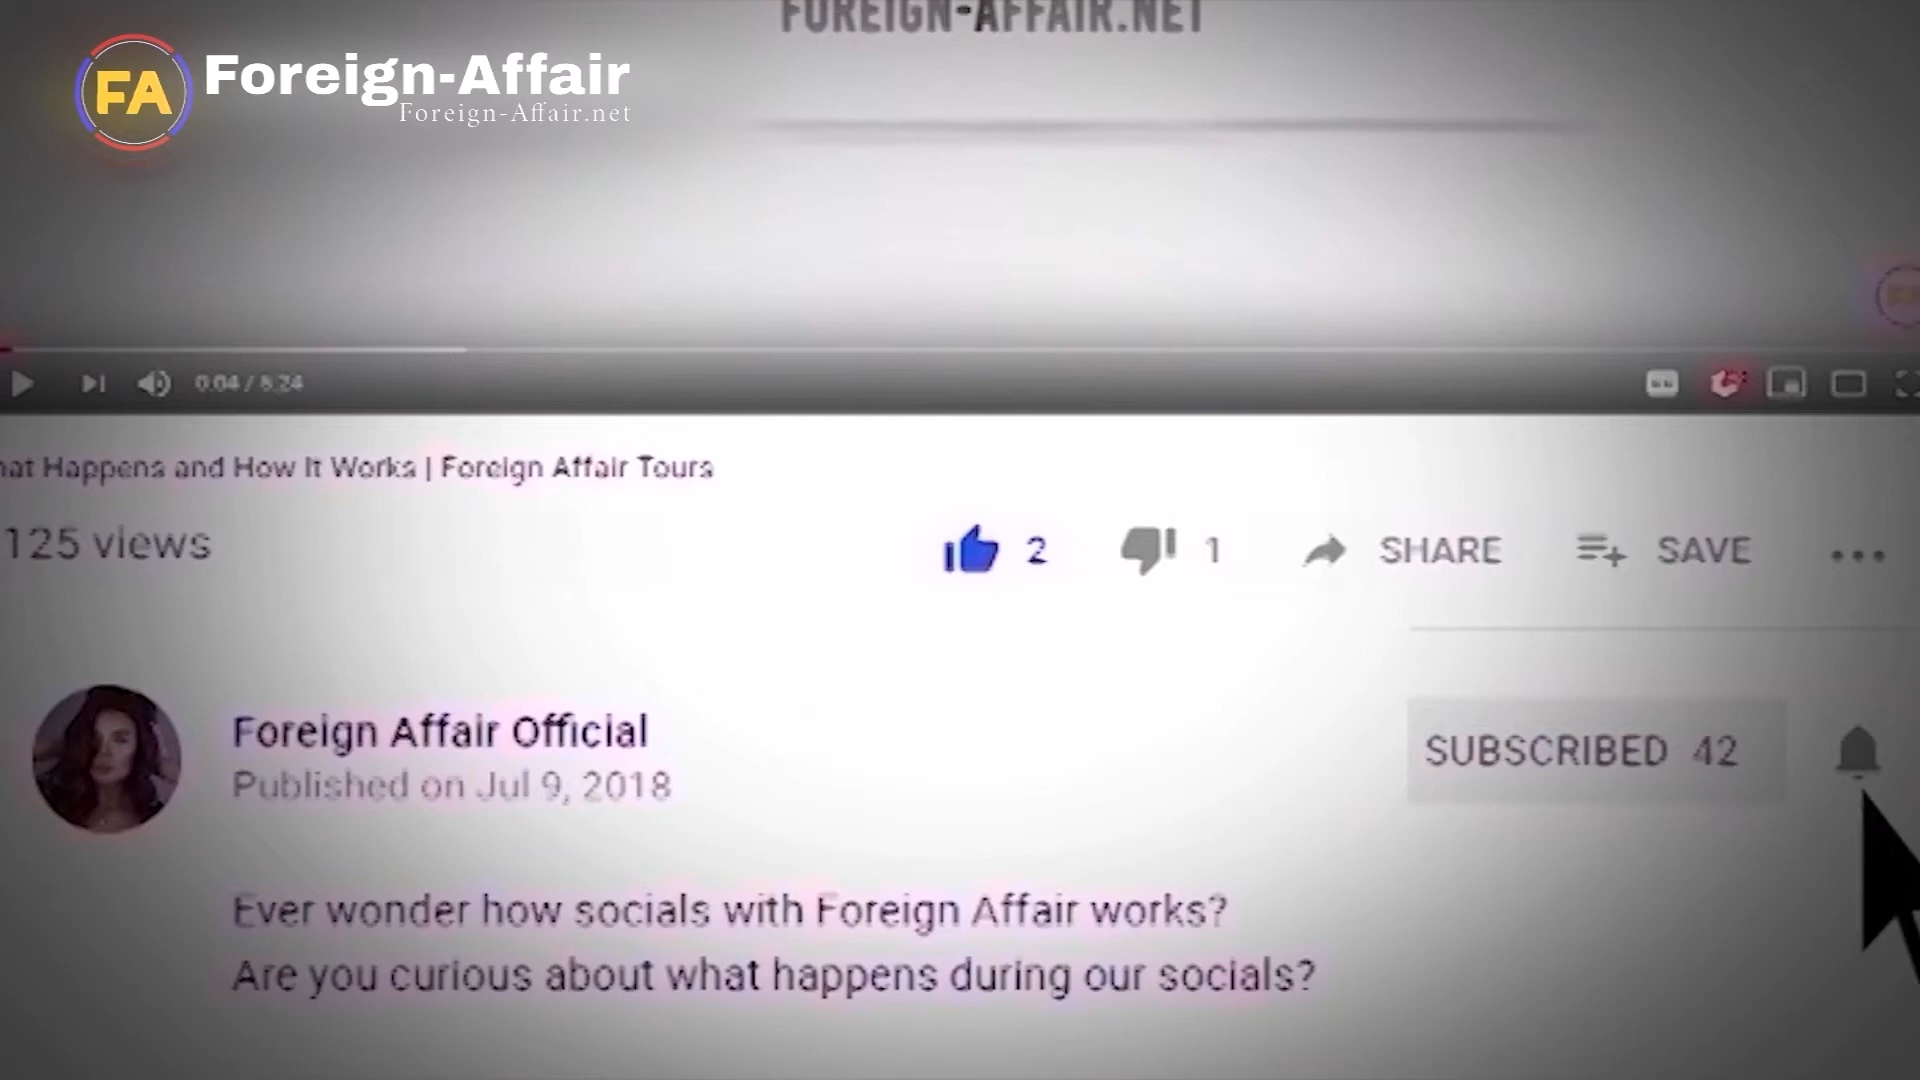 FOREIGN-AFFAIR.NET
FA Foreign-Affair
Foreign-Affair.net
0:04 / 5:24
hat Happens and How It Works | Foreign Affair Tours
125 views
2
1
SHARE
SAVE
Foreign Affair Official
Published on Jul 9, 2018
SUBSCRIBED 42
Ever wonder how socials with Foreign Affair works?
Are you curious about what happens during our socials?